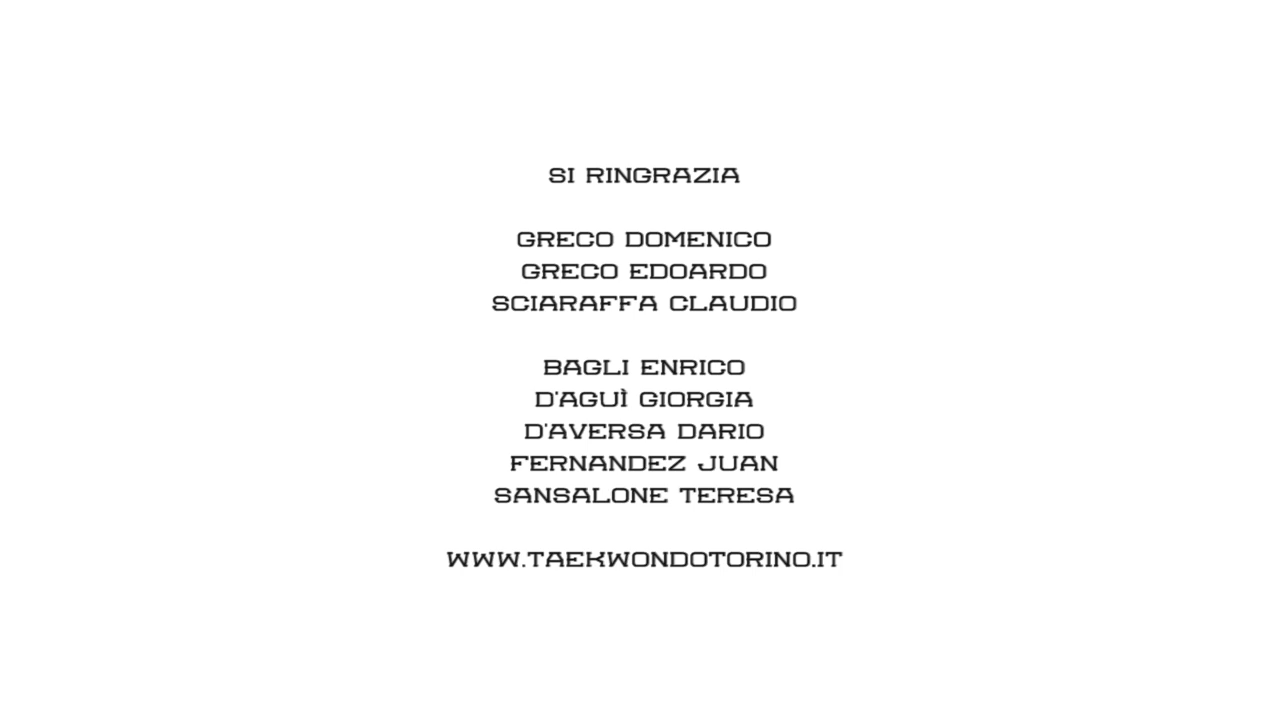 SI RINGRAZIA
GRECO DOMENICO
GRECO EDOARDO
SCIARAFFA CLAUDIO
BAGLI ENRICO
D'AGUÌ GIORGIA
D'AVERSA DARIO
FERNANDEZ JUAN
SANSALONE TERESA
WWW.TAEKWONDOTORINO.IT